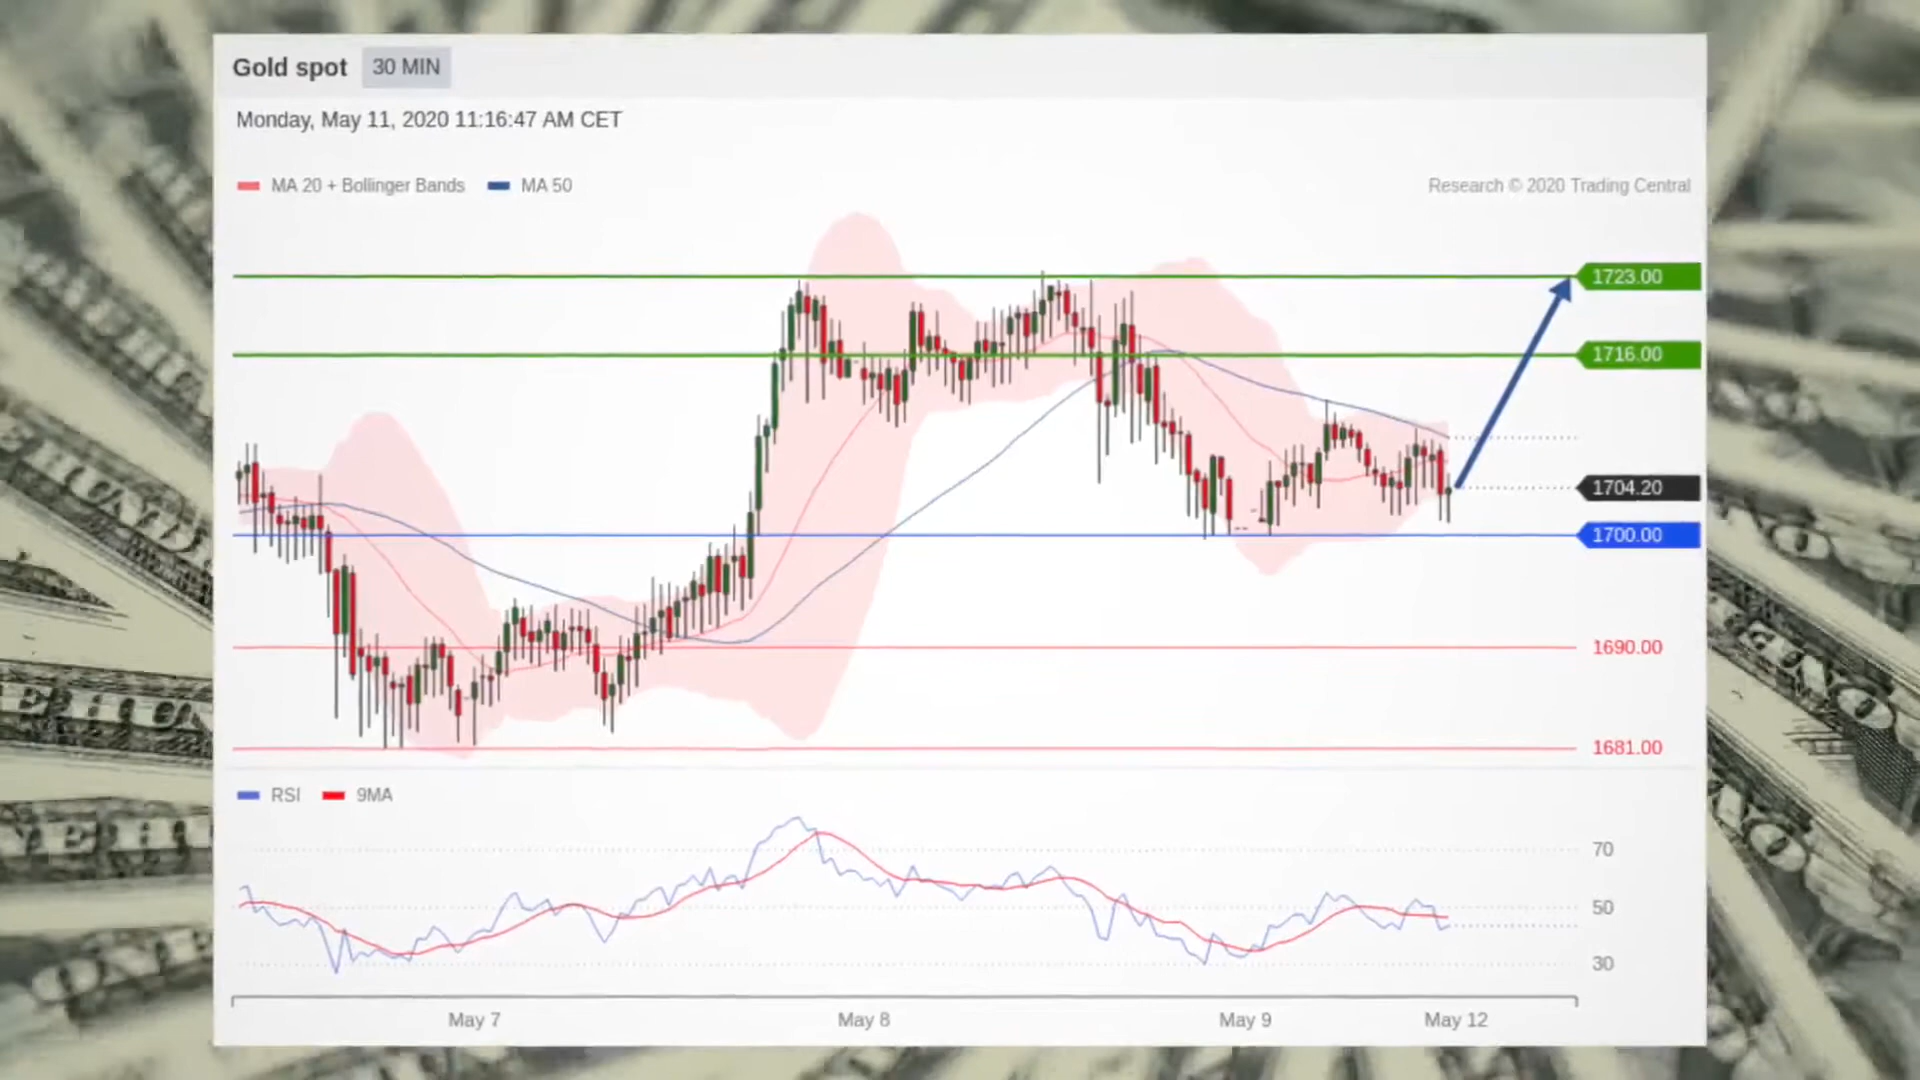 Gold spot 30 MIN
Monday, May 11, 2020 11:16:47 AM CET
MA 20 + Bollinger Bands MA 50
Research © 2020 Trading Central
1723.00
1716.00
1704.20
1700.00
1690.00
1681.00
RSI 9MA
70
50
30
May 7 May 8 May 9 May 12